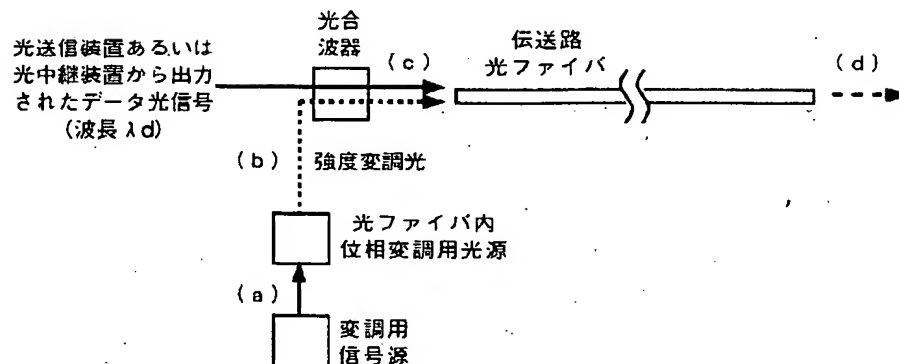 光送信装置あるいは
光中継装置から出力
されたデータ光信号
(波長λd)
光合
波器
(c)
伝送路
光ファイバ
(d)
(b)
強度変調光
光ファイバ内
位相変調用光源
(a)
変調用
信号源